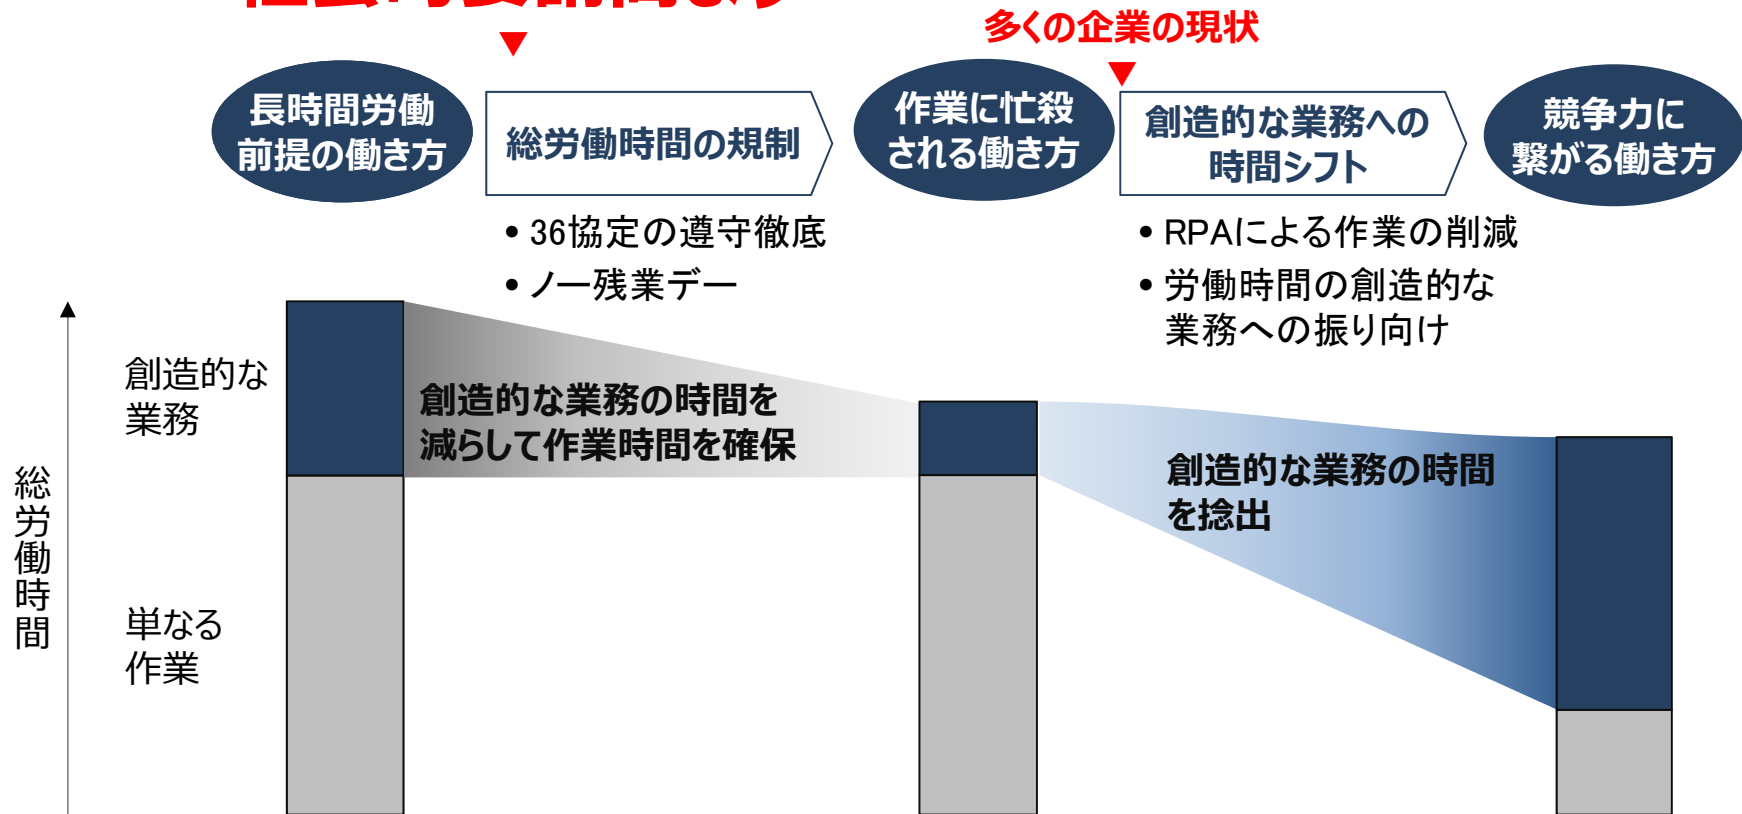 多くの企業の現状
長時間労働
前提の働き方
総労働時間の規制
作業に忙殺
される働き方
創造的な業務への
時間シフト
競争力に
繋がる働き方
• 36協定の遵守徹底
• ノー残業デー
• RPAによる作業の削減
• 労働時間の創造的な
業務への振り向け
総労働時間
創造的な
業務
単なる
作業
創造的な業務の時間を
減らして作業時間を確保
創造的な業務の時間
を捻出